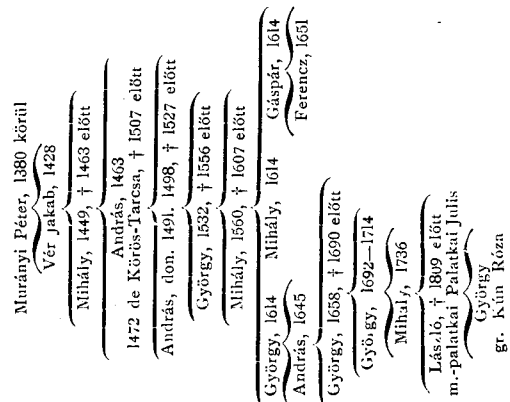 Murányi Péter, 1380 körül
Vér Jakab, 1428
Mihály, 1449, † 1463 előtt
András, 1463
1472 de Körös-Tarcsa, † 1507 előtt
András, don. 1491. 1498, † 1527 előtt
György, 1532, † 1556 előtt
Mihály, 1560, † 1607 előtt
György, 1614 Mihály, 1614 Gáspár, 1614
András, 1645 Ferencz, 1651
György, 1658, † 1690 előtt
György, 1692—1714
Mihály, 1736
László, † 1809 előtt
m.-palatkai Palatkai Julis
György
gr. Kún Róza